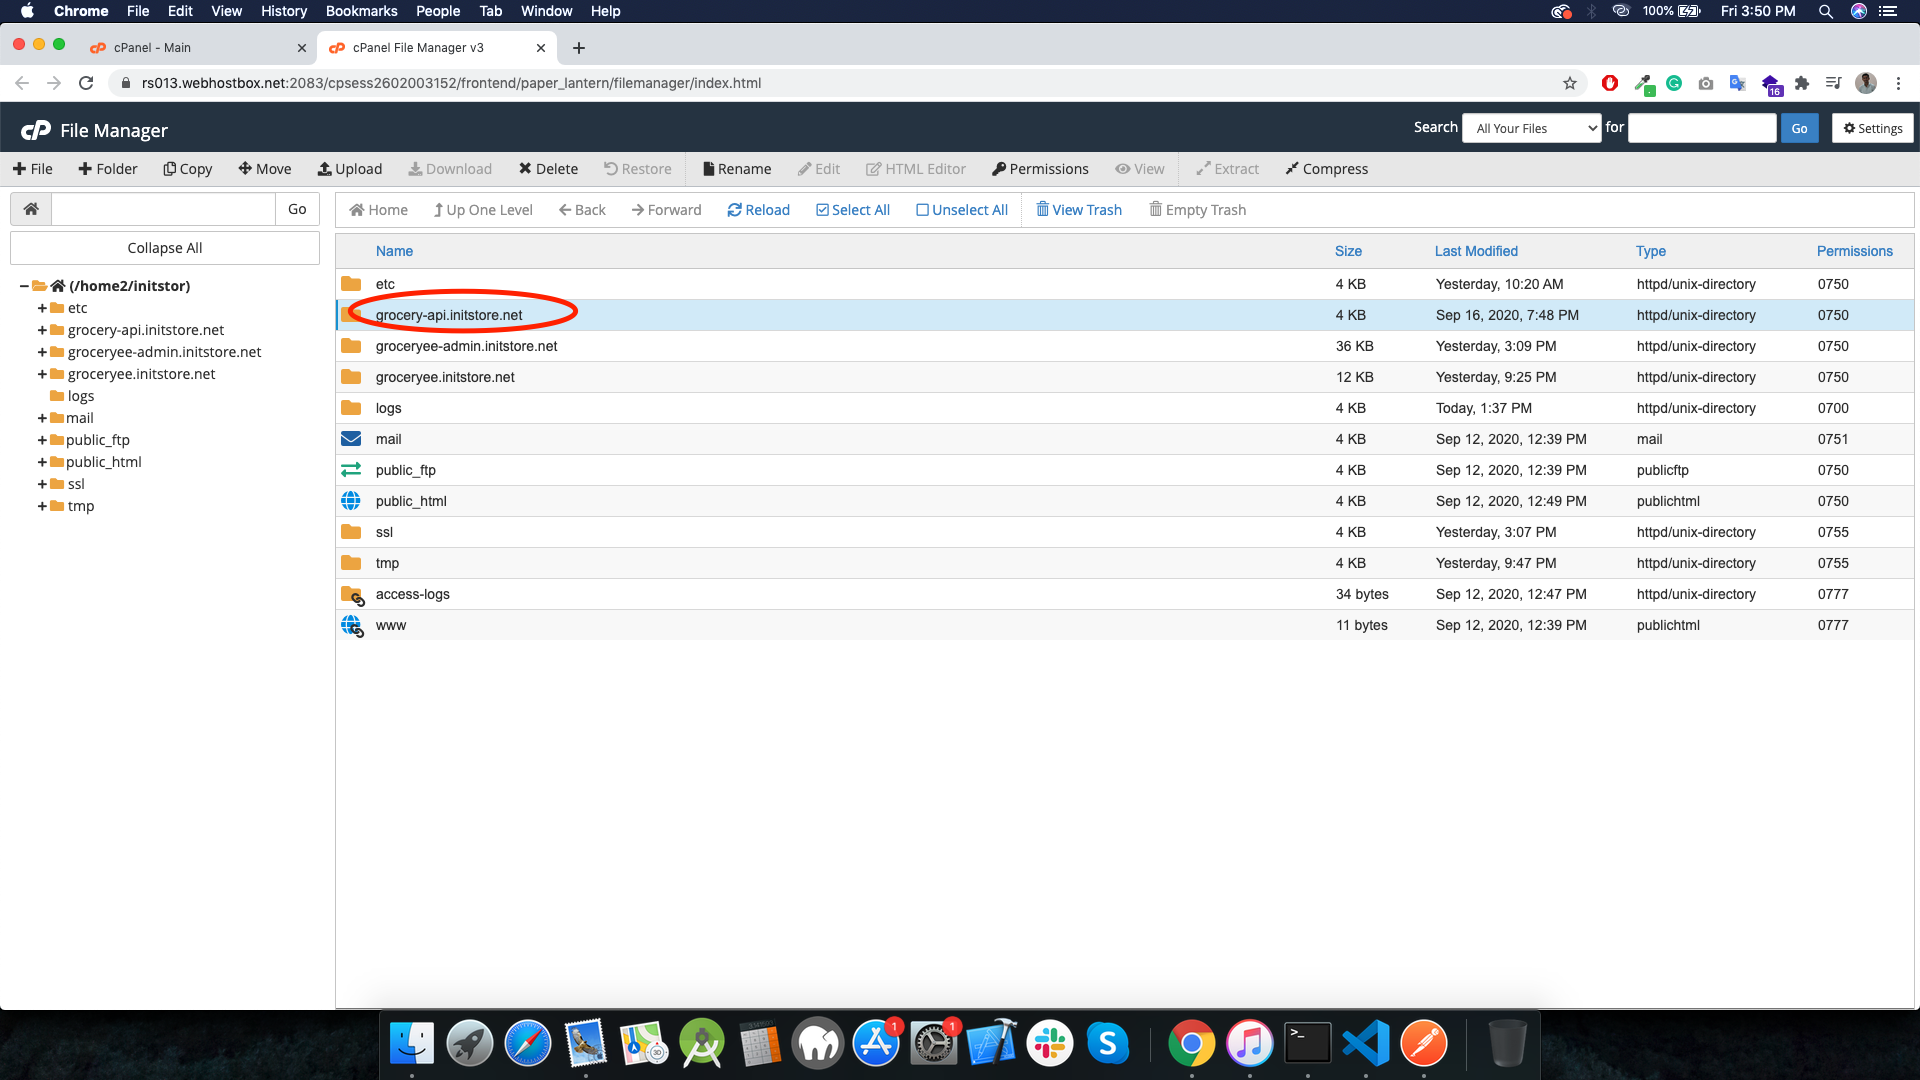 Chrome File Edit View History Bookmarks People Tab Window Help 100% Fri 3:50 PM
cPanel - Main
cPanel File Manager v3
rs013.webhostbox.net:2083/cpsess2602003152/frontend/paper_lantern/filemanager/index.html
16
cP File Manager
Search All Your Files for Go Settings
File Folder Copy Move Upload Download Delete Restore Rename Edit HTML Editor Permissions View Extract Compress
Go
Home Up One Level Back Forward Reload Select All Unselect All View Trash Empty Trash
Collapse All
(/home2/initstor)
etc
grocery-api.initstore.net
groceryee-admin.initstore.net
groceryee.initstore.net
logs
mail
public_ftp
public_html
ssl
tmp
Name Size Last Modified Type Permissions
etc 4 KB Yesterday, 10:20 AM httpd/unix-directory 0750
grocery-api.initstore.net 4 KB Sep 16, 2020, 7:48 PM httpd/unix-directory 0750
groceryee-admin.initstore.net 36 KB Yesterday, 3:09 PM httpd/unix-directory 0750
groceryee.initstore.net 12 KB Yesterday, 9:25 PM httpd/unix-directory 0750
logs 4 KB Today, 1:37 PM httpd/unix-directory 0700
mail 4 KB Sep 12, 2020, 12:39 PM mail 0751
public_ftp 4 KB Sep 12, 2020, 12:39 PM publicftp 0750
public_html 4 KB Sep 12, 2020, 12:49 PM publichtml 0750
ssl 4 KB Yesterday, 3:07 PM httpd/unix-directory 0755
tmp 4 KB Yesterday, 9:47 PM httpd/unix-directory 0755
access-logs 34 bytes Sep 12, 2020, 12:47 PM httpd/unix-directory 0777
www 11 bytes Sep 12, 2020, 12:39 PM publichtml 0777
3D
1
1
S
>_